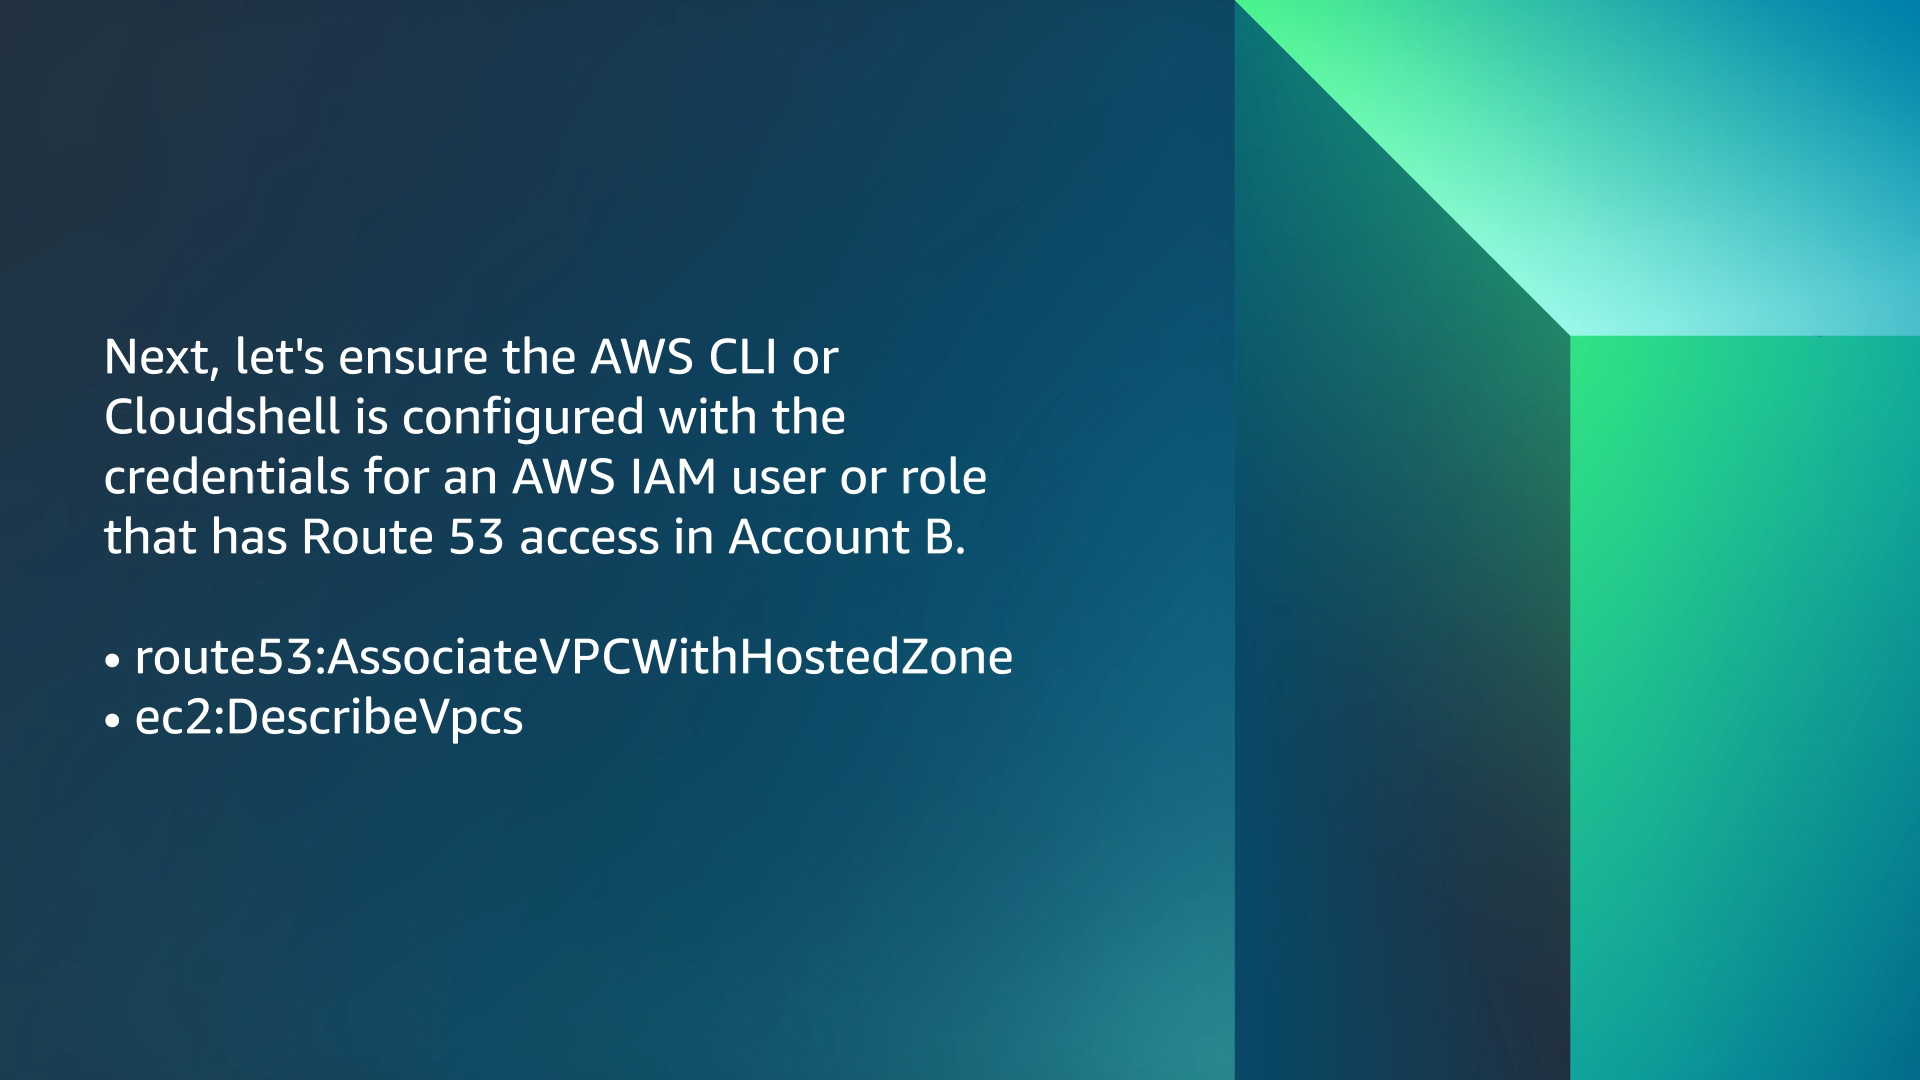 Next, let's ensure the AWS CLI or
Cloudshell is configured with the
credentials for an AWS IAM user or role
that has Route 53 access in Account B.
• route53:AssociateVPCWithHostedZone
• ec2:DescribeVpcs